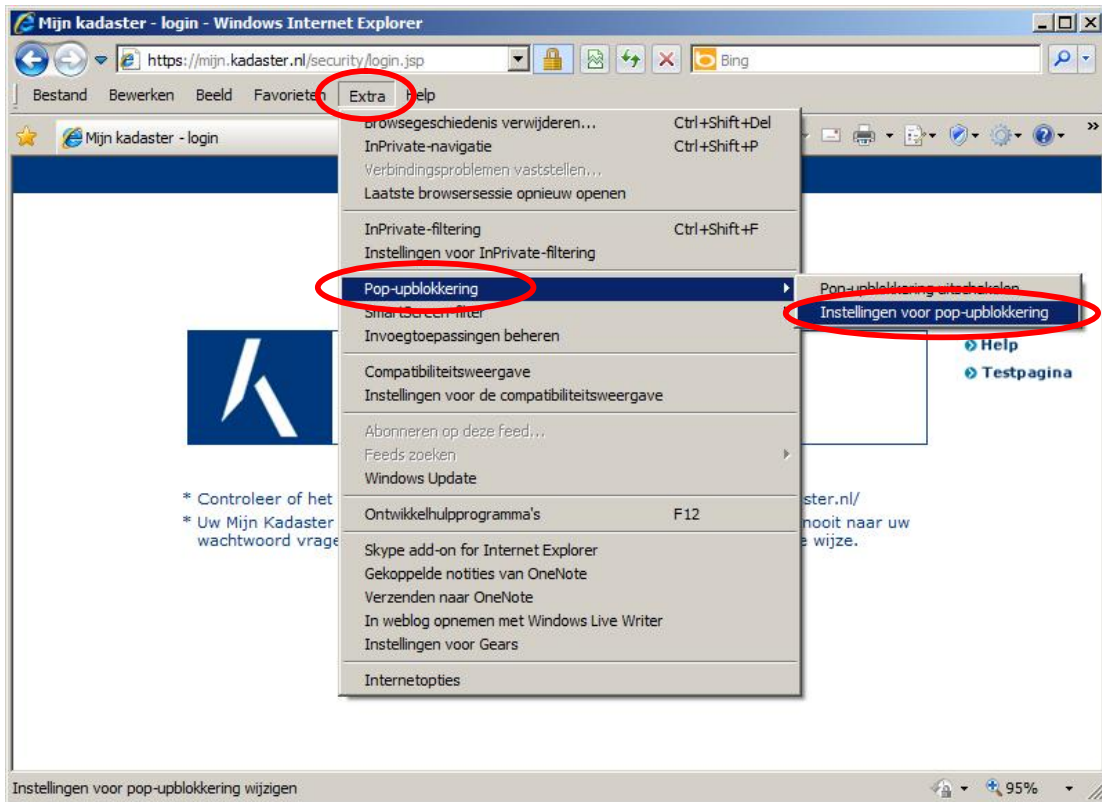 Mijn kadaster - login - Windows Internet Explorer
https://mijn.kadaster.nl/security/login.jsp
Bing
Bestand Bewerken Beeld Favorieten Extra Help
Mijn kadaster - login
»
Browsegeschiedenis verwijderen... Ctrl+Shift+Del
InPrivate-navigatie Ctrl+Shift+P
Verbindingsproblemen vaststellen...
Laatste browsersessie opnieuw openen
InPrivate-filtering Ctrl+Shift+F
Instellingen voor InPrivate-filtering
Pop-upblokkering
Pop-upblokkering uitschakelen
Instellingen voor pop-upblokkering
SmartScreen-filter
Invoegtoepassingen beheren
Help
Compatibiliteitsweergave
Testpagina
Instellingen voor de compatibiliteitsweergave
Abonneren op deze feed...
Feeds zoeken
Windows Update
* Controleer of het ster.nl/
Ontwikkelhulpprogramma's F12
* Uw Mijn Kadaster nooit naar uw
wachtwoord vrage wijze.
Skype add-on for Internet Explorer
Gekoppelde notities van OneNote
Verzenden naar OneNote
In weblog opnemen met Windows Live Writer
Instellingen voor Gears
Internetopties
Instellingen voor pop-upblokkering wijzigen
95%